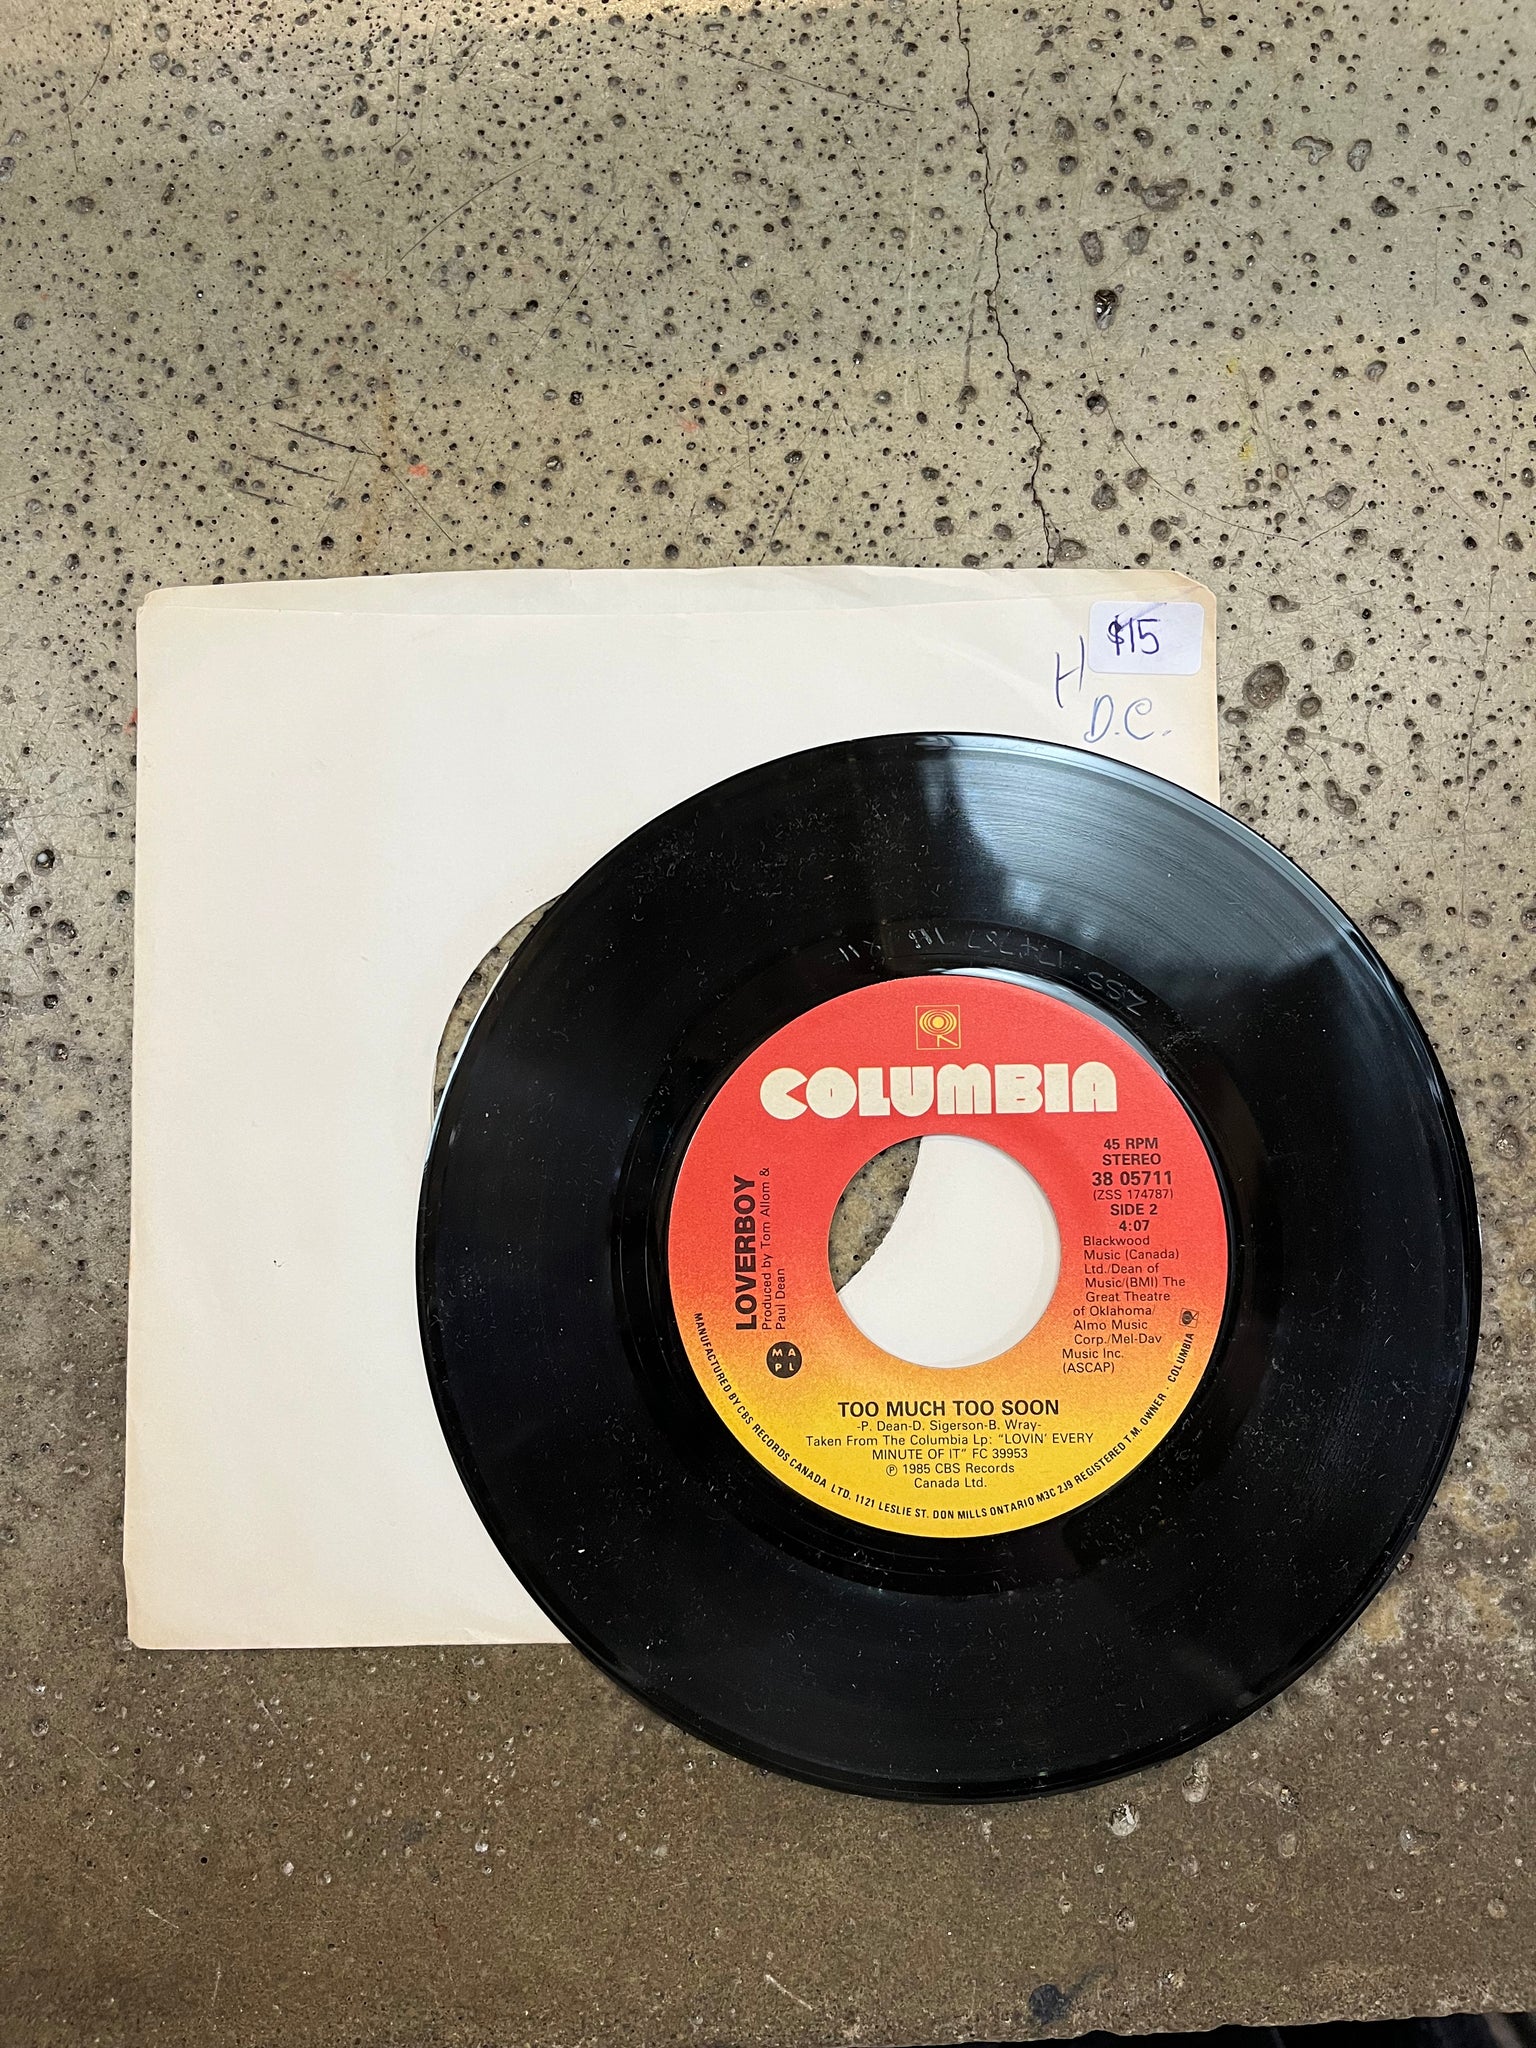 $15
H
D.C.
ZSS 174787
COLUMBIA
45 RPM
STEREO
38 05711
(ZSS 174787)
SIDE 2
4:07
Blackwood
Music (Canada)
Ltd./Dean of
Music/(BMI) The
Great Theatre
of Oklahoma/
Almo Music
Corp./Mel-Dav
Music Inc.
(ASCAP)
LOVERBOY
Produced by Tom Allom &
Paul Dean
M A
P L
TOO MUCH TOO SOON
-P. Dean-D. Sigerson-B. Wray-
Taken From The Columbia Lp: "LOVIN' EVERY
MINUTE OF IT" FC 39953
℗ 1985 CBS Records
Canada Ltd.
MANUFACTURED BY CBS RECORDS CANADA LTD. 1121 LESLIE ST. DON MILLS ONTARIO M3C 2J9 REGISTERED T.M. OWNER · COLUMBIA